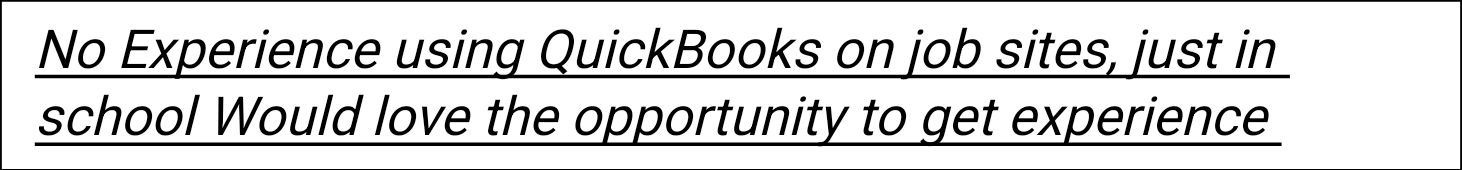 No Experience using QuickBooks on job sites, just in
school Would love the opportunity to get experience